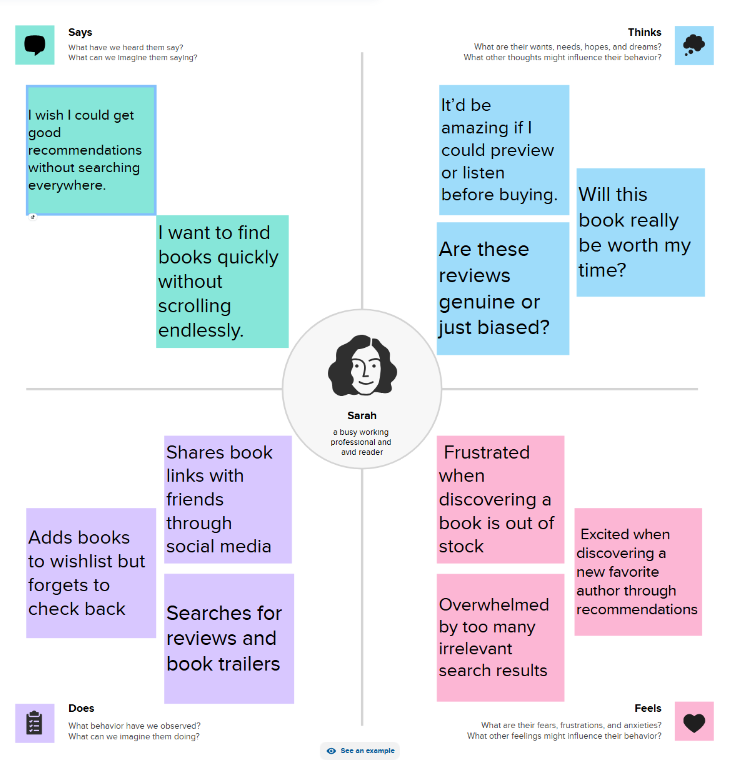 Says
What have we heard them say?
What can we imagine them saying?
Thinks
What are their wants, needs, hopes, and dreams?
What other thoughts might influence their behavior?
I wish I could get
good
recommendations
without searching
everywhere.
I want to find
books quickly
without
scrolling
endlessly.
It'd be
amazing if I
could preview
or listen
before buying.
Will this
book really
be worth my
time?
Are these
reviews
genuine or
just biased?
Sarah
a busy working
professional and
avid reader
Shares book
links with
friends
through
social media
Adds books
to wishlist but
forgets to
check back
Searches for
reviews and
book trailers
Frustrated
when
discovering a
book is out of
stock
Excited when
discovering a
new favorite
author through
recommendations
Overwhelmed
by too many
irrelevant
search results
Does
What behavior have we observed?
What can we imagine them doing?
Feels
What are their fears, frustrations, and anxieties?
What other feelings might influence their behavior?
See an example